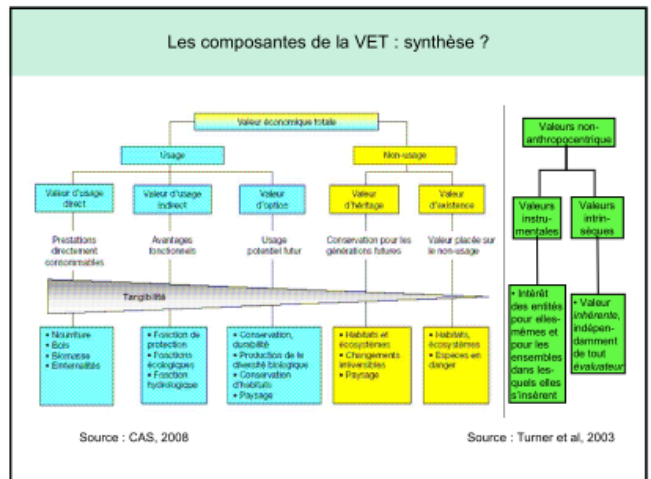 Les composantes de la VET : synthèse ?
Valeur économique totale
Usage
Non-usage
Valeur d'usage
direct
Valeur d'usage
indirect
Valeur
d'option
Valeur
d'héritage
Valeur
d'existence
Prestations
directement
consommables
Avantages
fonctionnels
Usage
potentiel futur
Conservation pour les
générations futures
Valeur placée sur
le non-usage
Tangibilité
• Nourriture
• Bois
• Biomasse
• Externalités
• Fonction de
protection
• Fonctions
écologiques
• Fonction
hydrologique
• Conservation,
durabilité
• Production de la
diversité biologique
• Conservation
d'habitats
• Paysage
• Habitats et
écosystèmes
• Changements
irréversibles
• Paysage
• Habitats,
écosystèmes
• Espèces en
danger
Valeurs non-
anthropocentrique
Valeurs
instru-
mentales
Valeurs
intrin-
sèques
• Intérêt
des entités
pour elles-
mêmes et
pour les
ensembles
dans les-
quels elles
s'insèrent
• Valeur
inhérente,
indépen-
damment
de tout
évaluateur
Source : CAS, 2008
Source : Turner et al, 2003